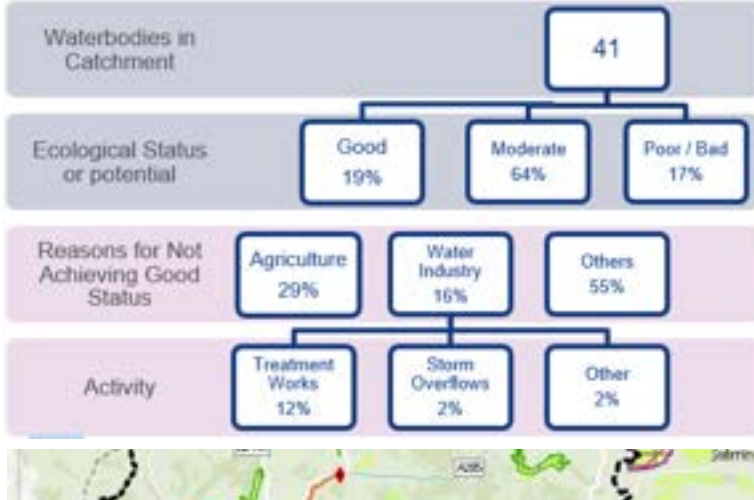 Waterbodies in
Catchment
41
Ecological Status
or potential
Good
19%
Moderate
64%
Poor / Bad
17%
Reasons for Not
Achieving Good
Status
Agriculture
29%
Water
Industry
16%
Others
55%
Activity
Treatment
Works
12%
Storm
Overflows
2%
Other
2%